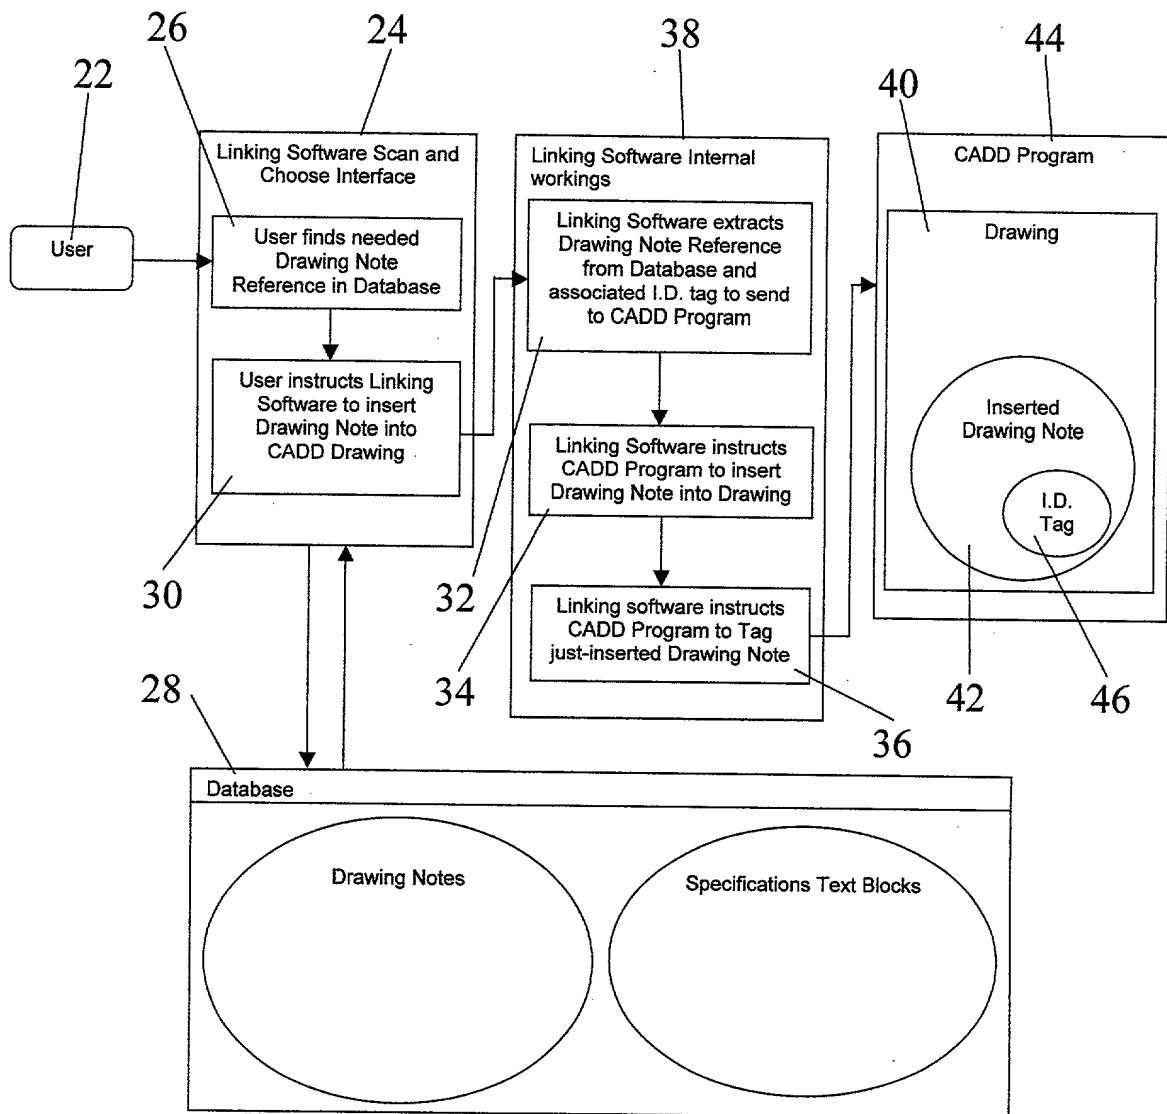 26
24
38
44
22
40
Linking Software Scan and
Choose Interface
Linking Software Internal
workings
CADD Program
User
User finds needed
Drawing Note
Reference in Database
Linking Software extracts
Drawing Note Reference
from Database and
associated I.D. tag to send
to CADD Program
Drawing
User instructs Linking
Software to insert
Drawing Note into
CADD Drawing
Linking Software instructs
CADD Program to insert
Drawing Note into Drawing
Inserted
Drawing Note
I.D.
Tag
30
32
Linking software instructs
CADD Program to Tag
just-inserted Drawing Note
34
42
46
28
36
Database
Drawing Notes
Specifications Text Blocks